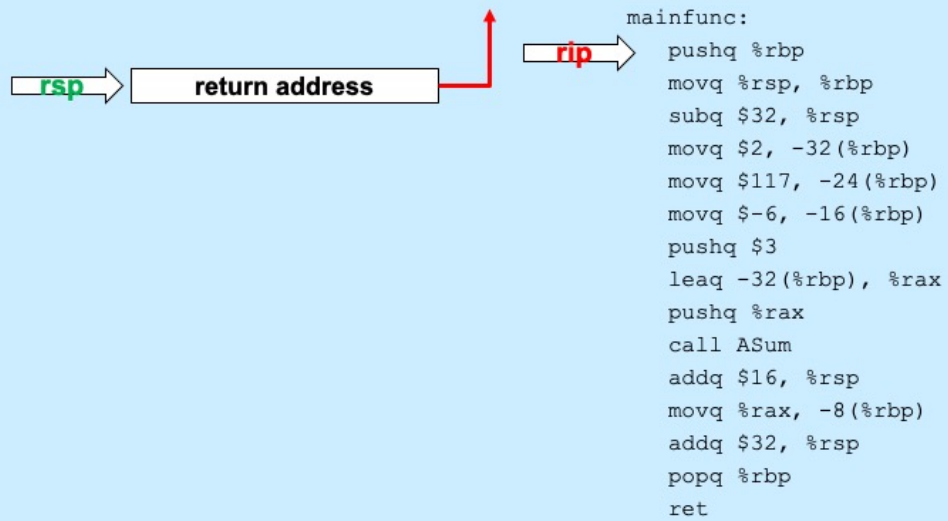 mainfunc:
pushq %rbp
movq %rsp, %rbp
subq $32, %rsp
movq $2, -32(%rbp)
movq $117, -24(%rbp)
movq $-6, -16(%rbp)
pushq $3
leaq -32(%rbp), %rax
pushq %rax
call ASum
addq $16, %rsp
movq %rax, -8(%rbp)
addq $32, %rsp
popq %rbp
ret
rip
rsp
return address